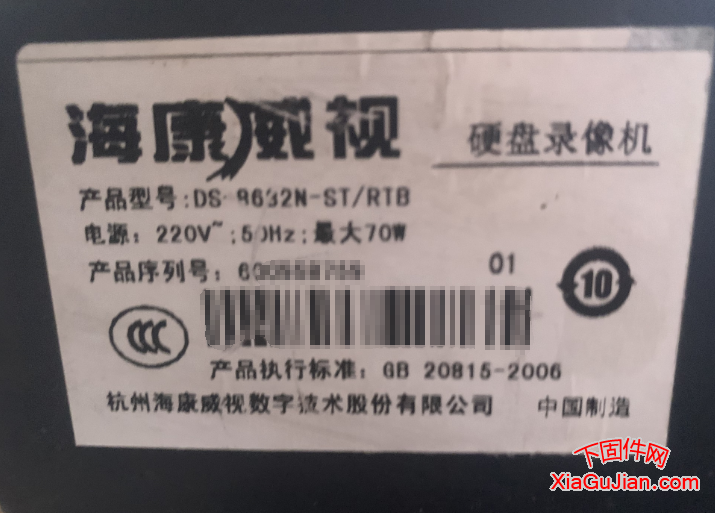 海康威视 硬盘录像机
产品型号:DS-9632N-ST/RTB
电源: 220V~;50Hz;最大70W
产品序列号: 01
10
CCC
产品执行标准: GB 20815-2006
杭州海康威视数字技术股份有限公司 中国制造
下固件网
XiaGuJian.com